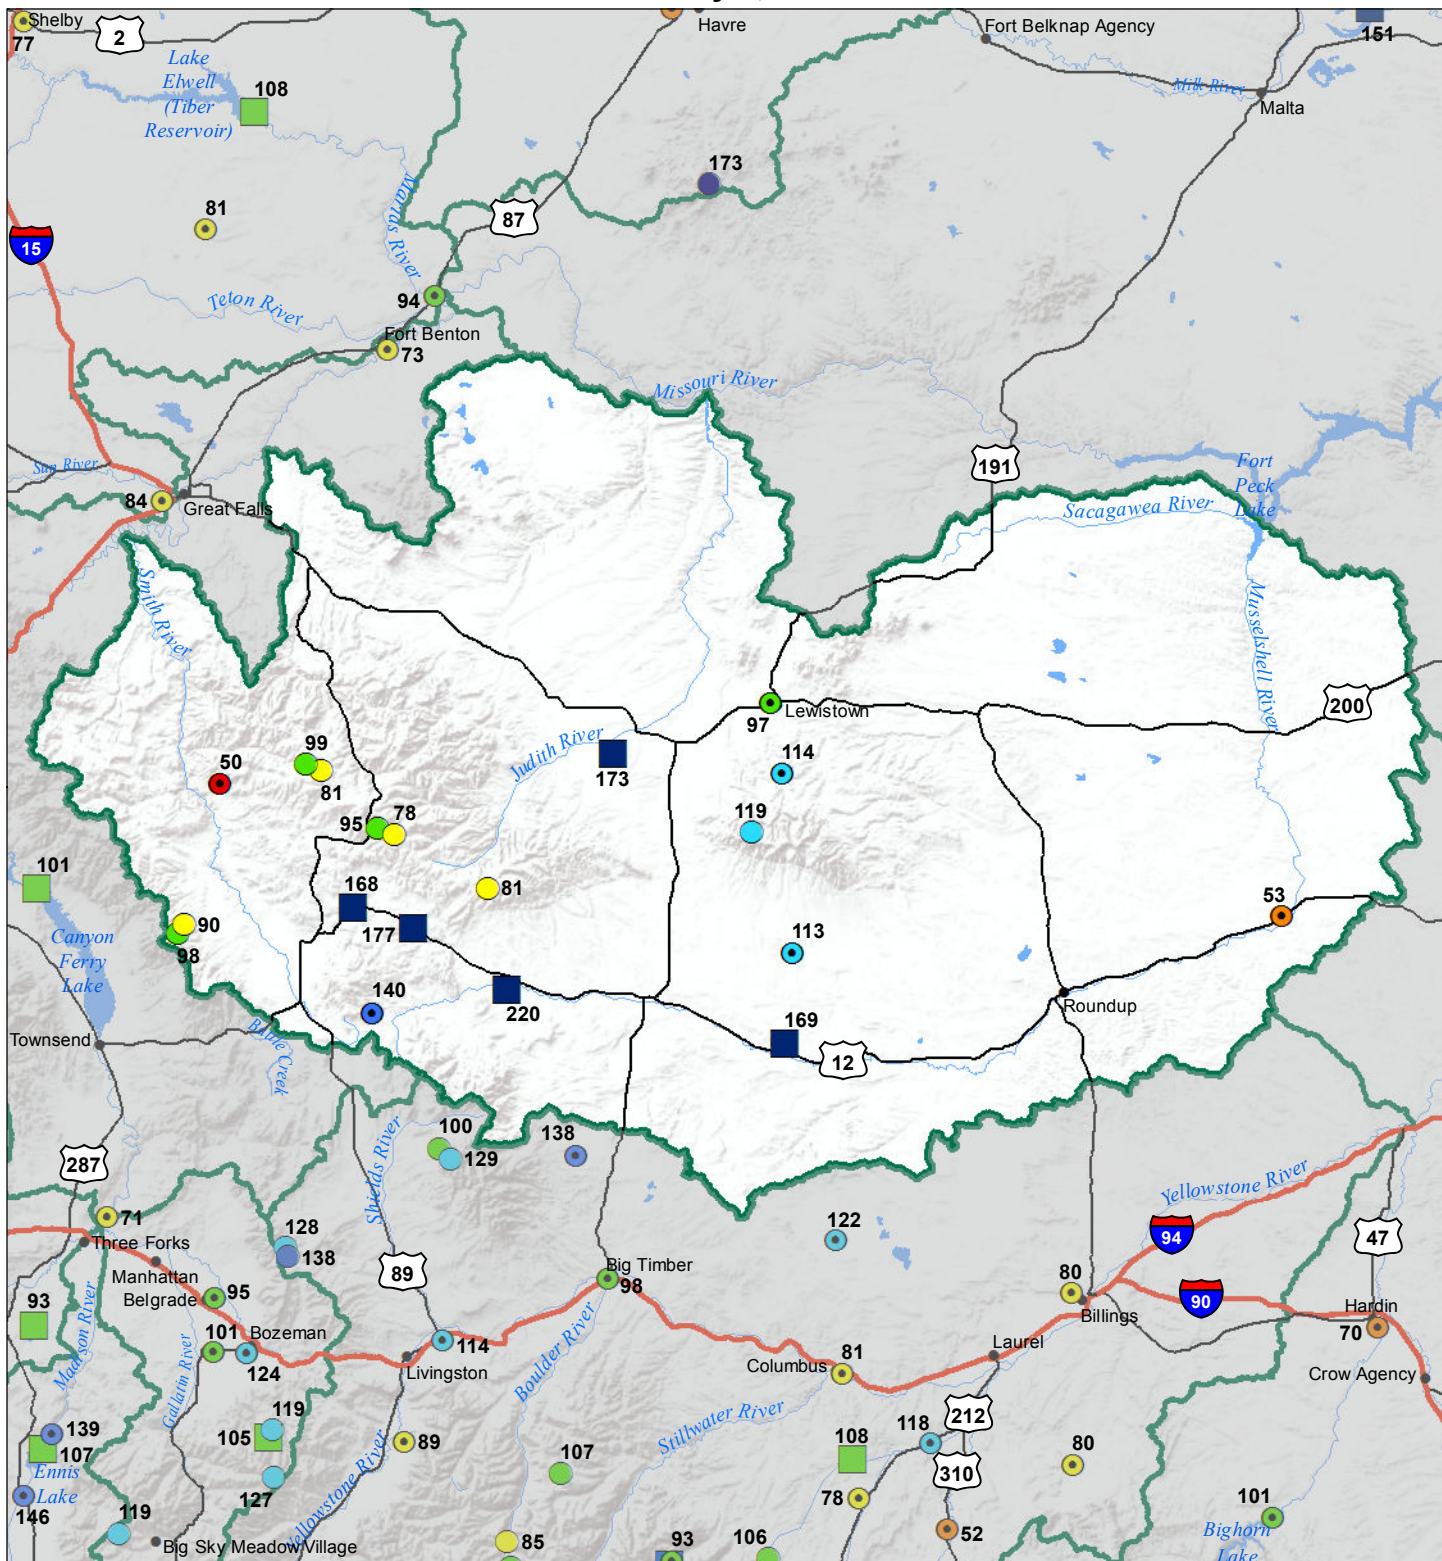 Shelby
77
2
Havre
Fort Belknap Agency
151
Lake
Elwell
(Tiber
Reservoir)
108
Milk River
Malta
173
81
Marias River
87
15
Teton River
94
Fort Benton
73
Missouri River
191
Fort
Peck
Lake
Sun River
84
Great Falls
Sacagawea River
Smith River
Musselshell River
200
97
Lewistown
99
50
81
Judith River
173
114
95
78
119
101
168
81
53
90
98
177
113
Canyon
Ferry
Lake
140
220
Roundup
Townsend
169
12
Shields River
100
129
138
287
Yellowstone River
71
Three Forks
128
138
122
94
47
Manhattan
Belgrade
95
89
Big Timber
98
80
Billings
90
Hardin
70
93
Madison River
101
Bozeman
124
114
Livingston
Boulder River
Columbus
81
Laurel
Crow Agency
Gallatin River
139
107
Ennis
Lake
119
105
89
Stillwater River
118
212
107
108
310
80
127
146
78
101
119
Big Sky Meadow Village
Yellowstone River
85
93
106
52
Bighorn
Lake